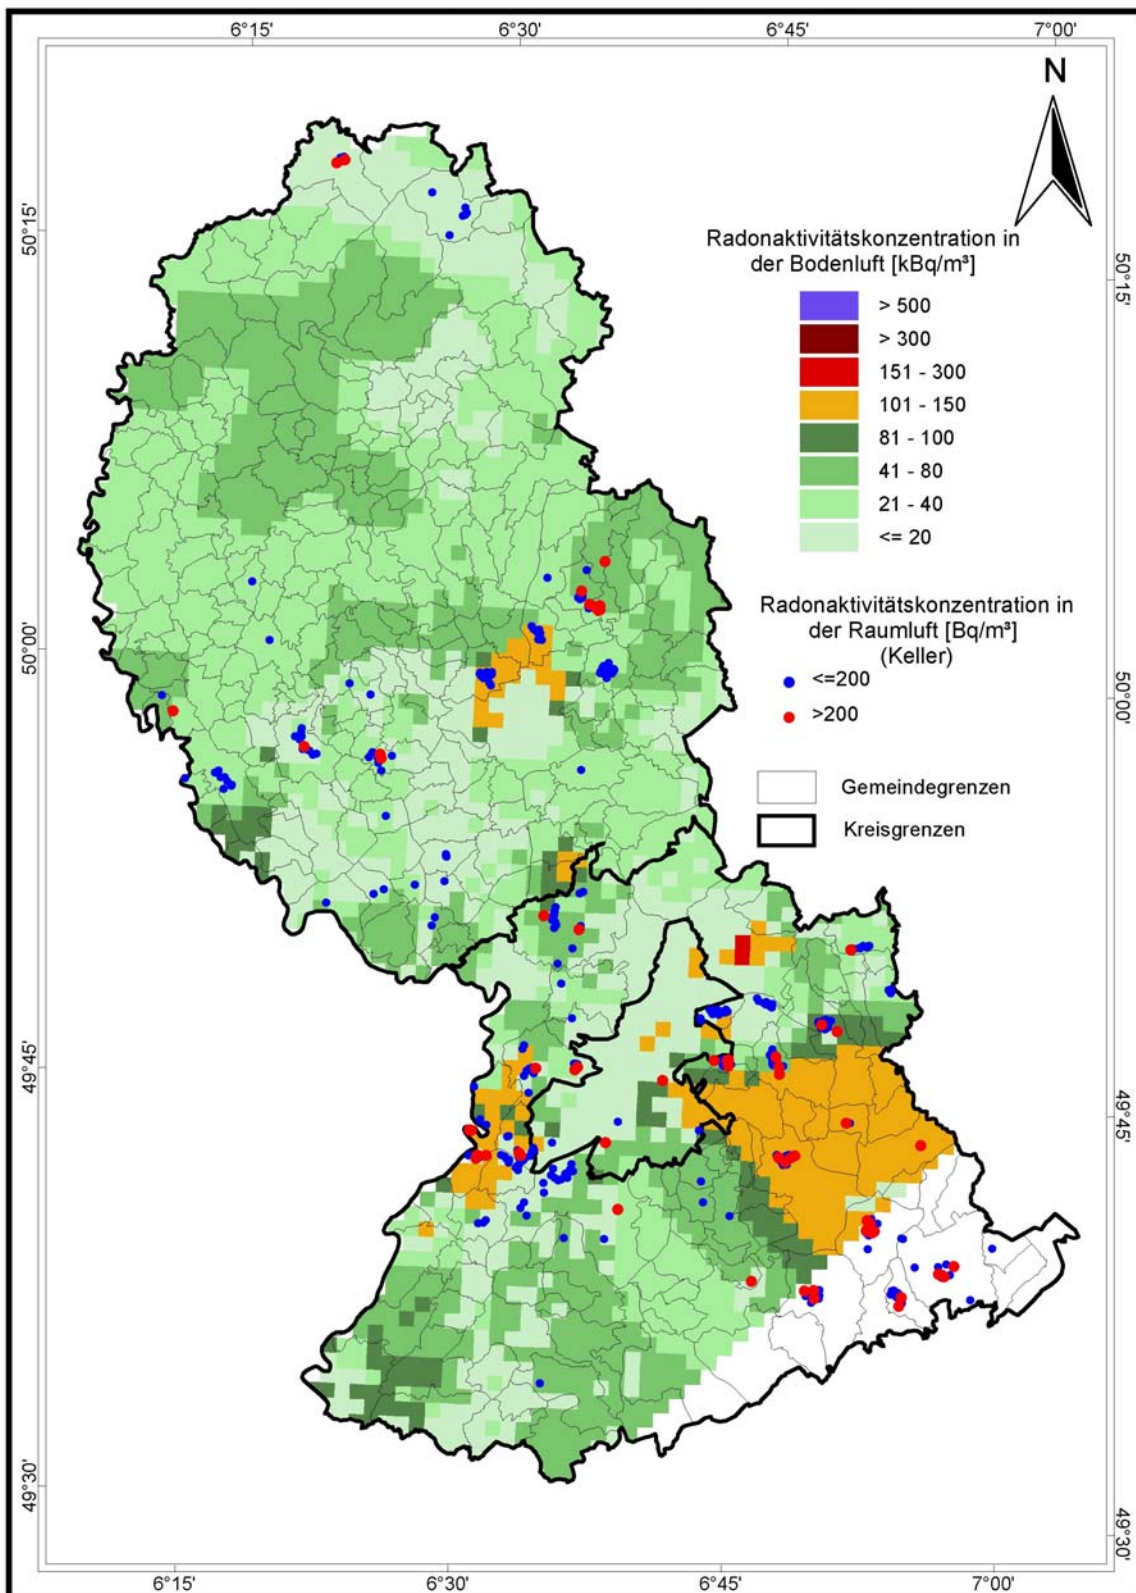 6°15' 6°30' 6°45' 7°00'
N
50°15'
50°15'
Radonaktivitätskonzentration in
der Bodenluft [kBq/m³]
> 500
> 300
151 - 300
101 - 150
81 - 100
41 - 80
21 - 40
<= 20
Radonaktivitätskonzentration in
der Raumluft [Bq/m³]
(Keller)
<=200
>200
50°00'
50°00'
Gemeindegrenzen
Kreisgrenzen
49°45'
49°45'
49°30'
49°30'
6°15' 6°30' 6°45' 7°00'